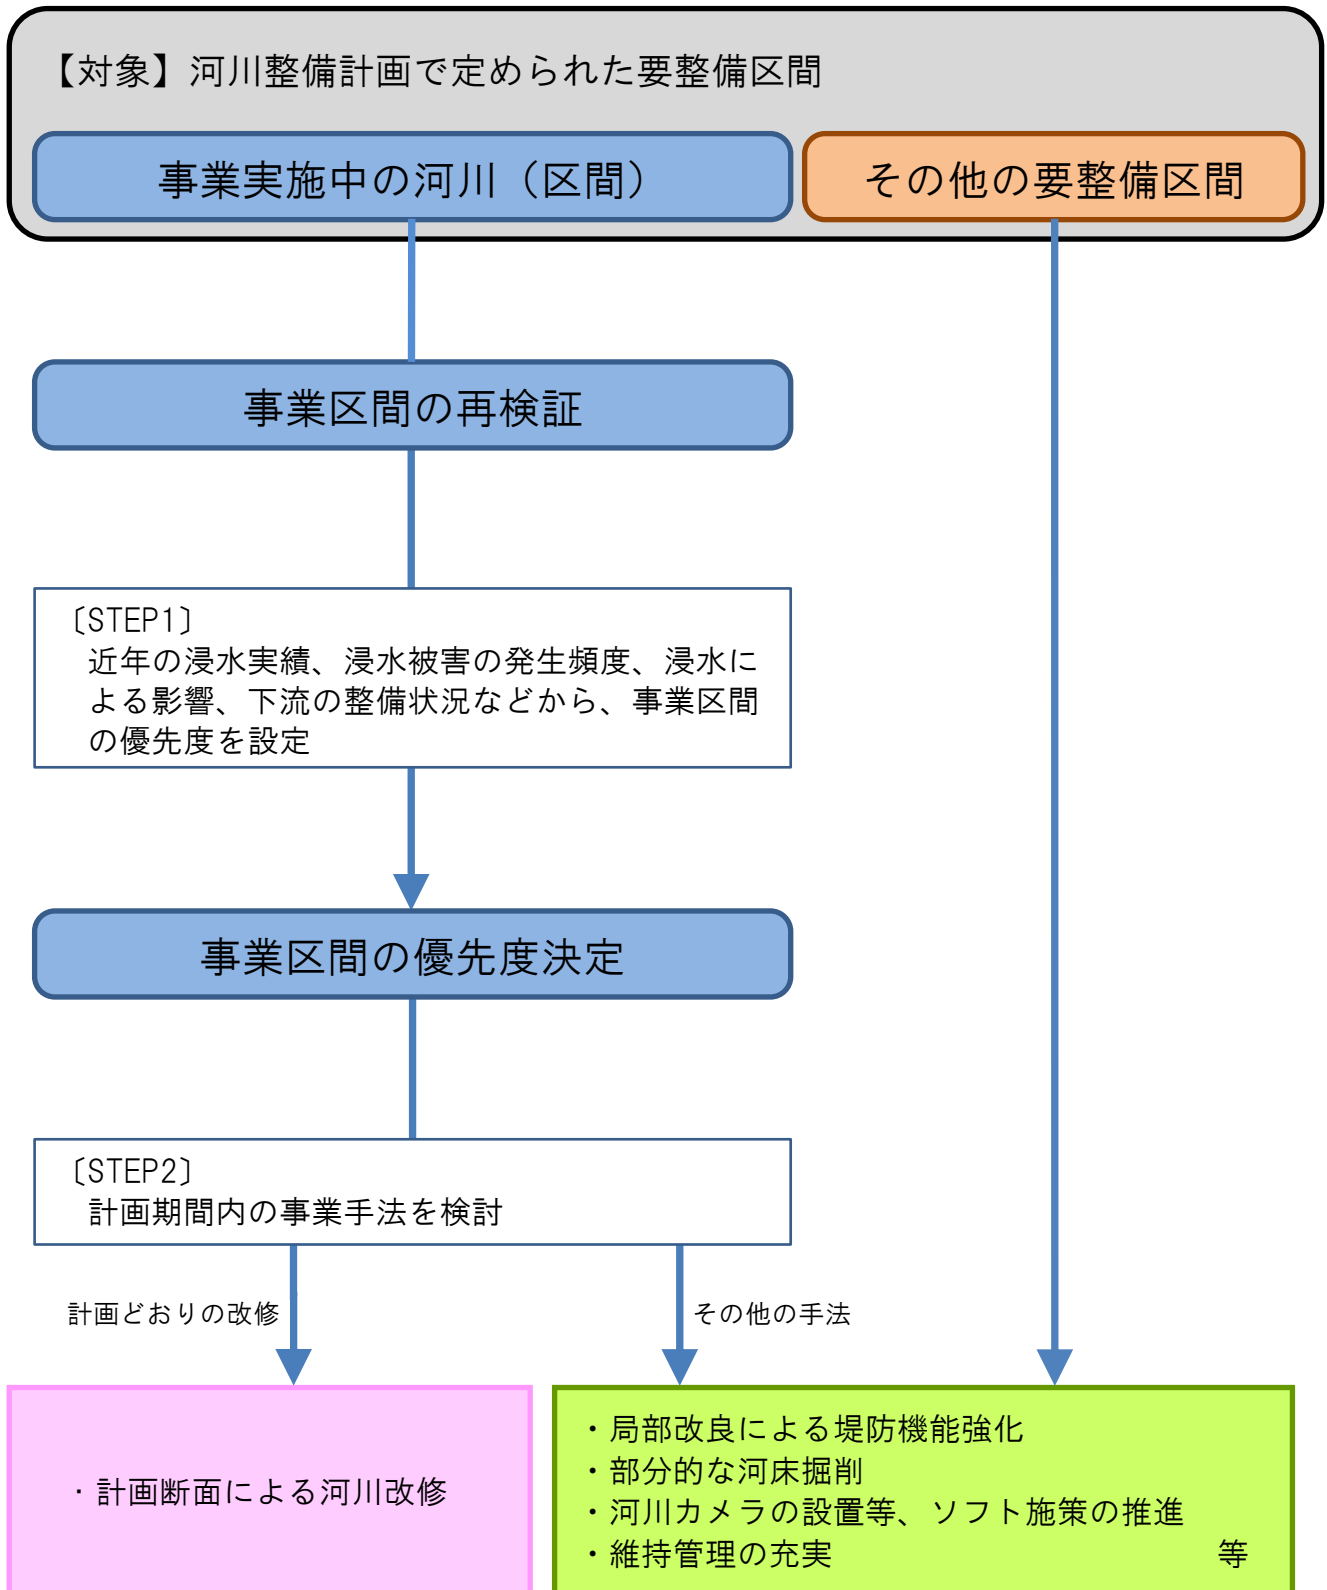 【対象】河川整備計画で定められた要整備区間
事業実施中の河川（区間）
その他の要整備区間
事業区間の再検証
〔STEP1〕
近年の浸水実績、浸水被害の発生頻度、浸水に
よる影響、下流の整備状況などから、事業区間
の優先度を設定
事業区間の優先度決定
〔STEP2〕
計画期間内の事業手法を検討
計画どおりの改修
その他の手法
・計画断面による河川改修
・局部改良による堤防機能強化
・部分的な河床掘削
・河川カメラの設置等、ソフト施策の推進
・維持管理の充実　　　　　　　　　　　　等